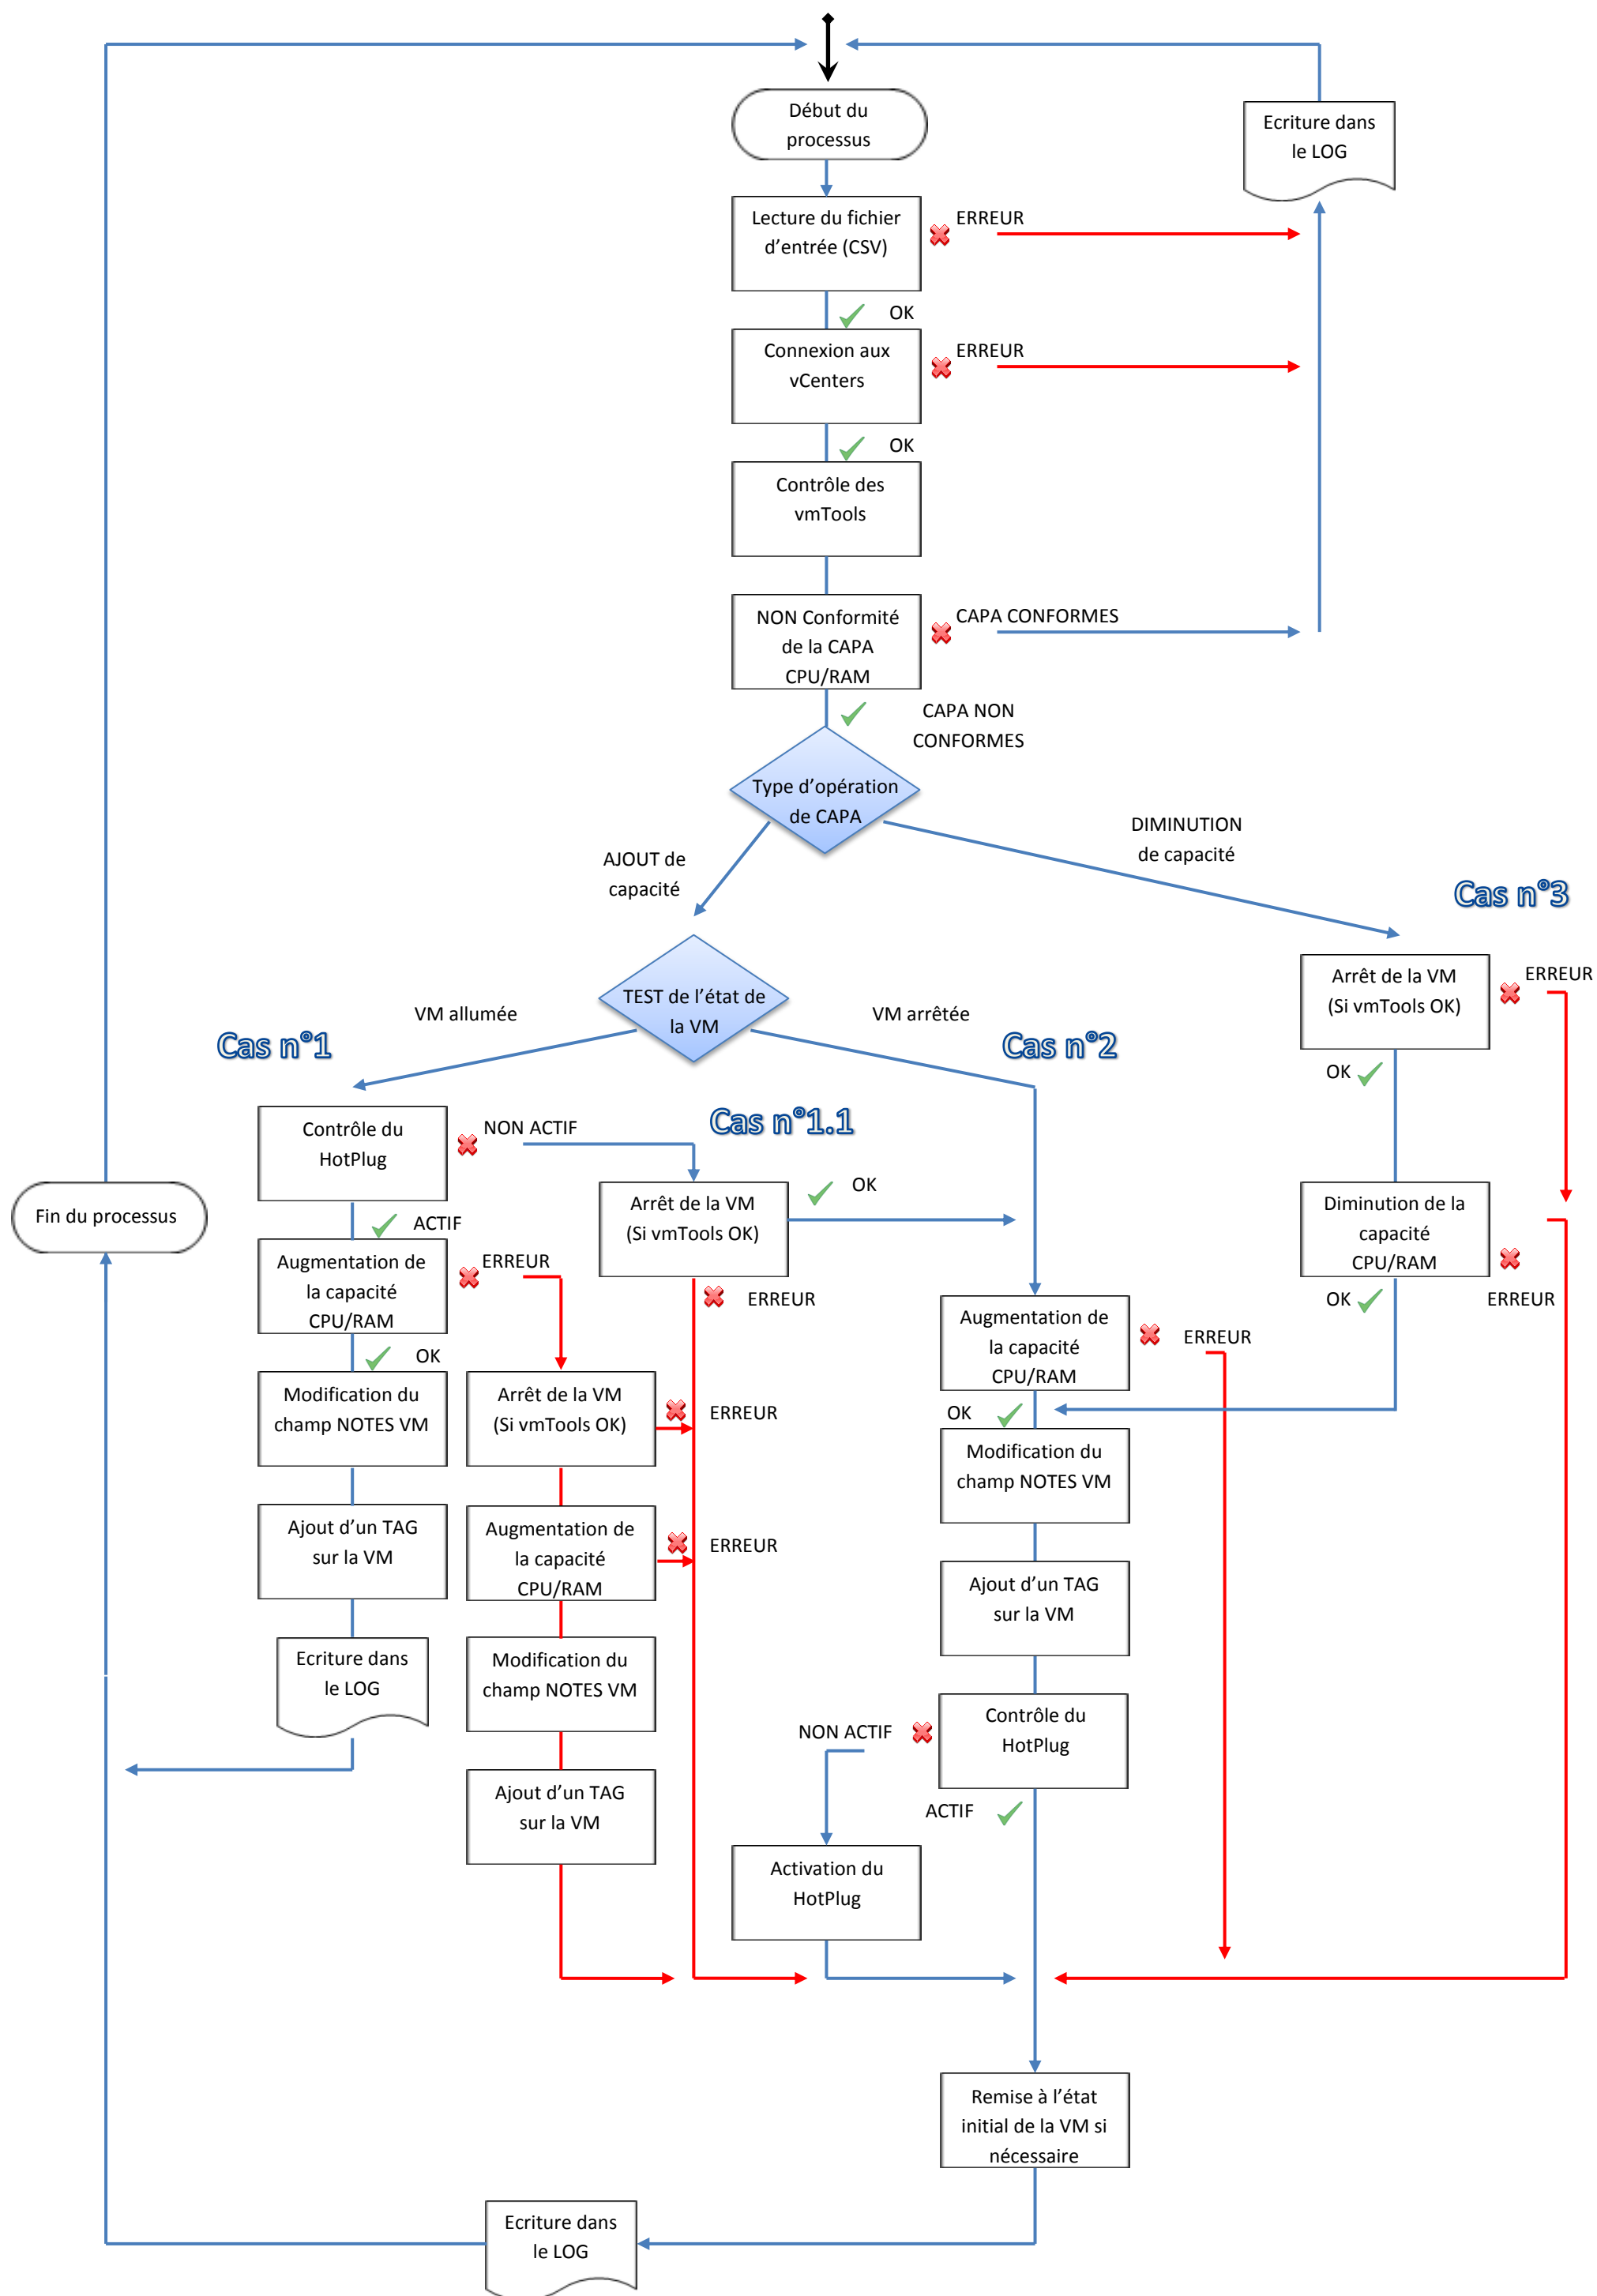 Début du
processus
Ecriture dans
le LOG
Lecture du fichier
d’entrée (CSV)
ERREUR
OK
Connexion aux
vCenters
ERREUR
OK
Contrôle des
vmTools
NON Conformité
de la CAPA
CPU/RAM
CAPA CONFORMES
CAPA NON
CONFORMES
Type d’opération
de CAPA
AJOUT de
capacité
DIMINUTION
de capacité
Cas n°3
TEST de l’état de
la VM
VM allumée
VM arrêtée
Arrêt de la VM
(Si vmTools OK)
ERREUR
OK
Cas n°1
Cas n°2
Contrôle du
HotPlug
NON ACTIF
Cas n°1.1
Arrêt de la VM
(Si vmTools OK)
OK
ERREUR
Diminution de la
capacité
CPU/RAM
OK
ERREUR
Fin du processus
ACTIF
Augmentation de
la capacité
CPU/RAM
ERREUR
OK
Augmentation de
la capacité
CPU/RAM
ERREUR
OK
Modification du
champ NOTES VM
Arrêt de la VM
(Si vmTools OK)
ERREUR
Modification du
champ NOTES VM
Ajout d’un TAG
sur la VM
Augmentation de
la capacité
CPU/RAM
ERREUR
Ajout d’un TAG
sur la VM
Ecriture dans
le LOG
Modification du
champ NOTES VM
Contrôle du
HotPlug
NON ACTIF
ACTIF
Ajout d’un TAG
sur la VM
Activation du
HotPlug
Remise à l’état
initial de la VM si
nécessaire
Ecriture dans
le LOG